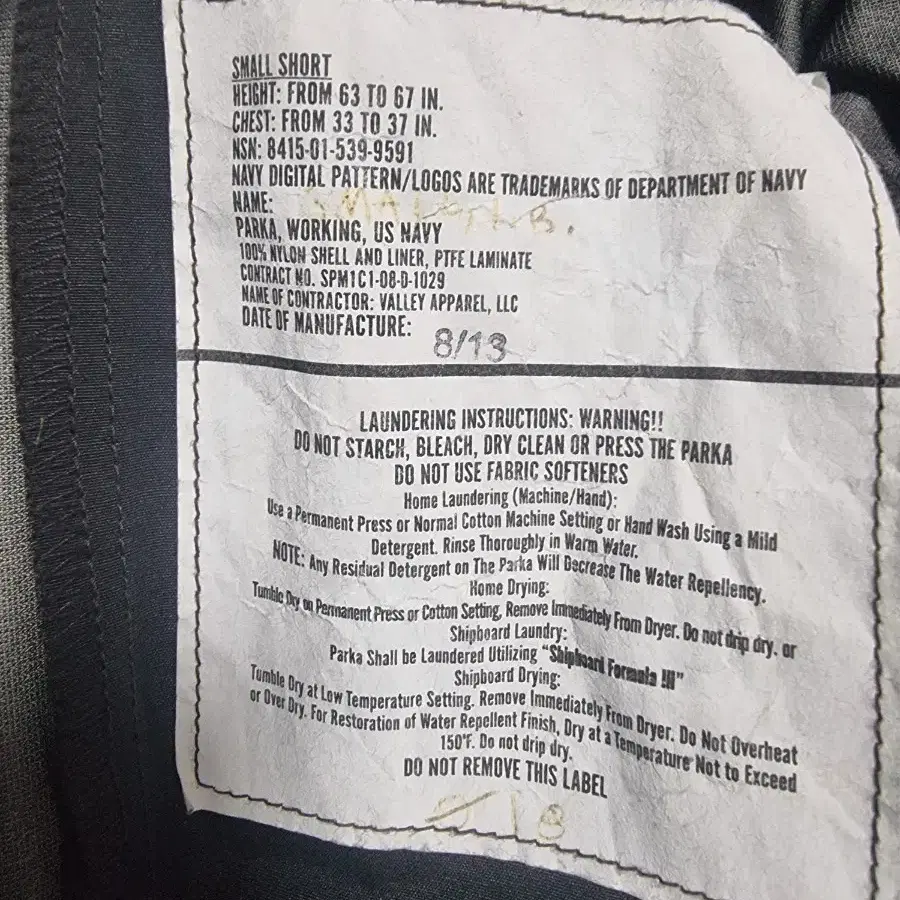 SMALL SHORT
HEIGHT: FROM 63 TO 67 IN.
CHEST: FROM 33 TO 37 IN.
NSN: 8415-01-539-9591
NAVY DIGITAL PATTERN/LOGOS ARE TRADEMARKS OF DEPARTMENT OF NAVY
NAME:
PARKA, WORKING, US NAVY
100% NYLON SHELL AND LINER, PTFE LAMINATE
CONTRACT NO. SPM1C1-08-D-1029
NAME OF CONTRACTOR: VALLEY APPAREL, LLC
DATE OF MANUFACTURE: 8/13
LAUNDERING INSTRUCTIONS: WARNING!!
DO NOT STARCH, BLEACH, DRY CLEAN OR PRESS THE PARKA
DO NOT USE FABRIC SOFTENERS
Home Laundering (Machine/Hand):
Use a Permanent Press or Normal Cotton Machine Setting or Hand Wash Using a Mild
Detergent. Rinse Thoroughly in Warm Water.
NOTE: Any Residual Detergent on The Parka Will Decrease The Water Repellency.
Home Drying:
Tumble Dry on Permanent Press or Cotton Setting, Remove Immediately From Dryer. Do not drip dry. or
Shipboard Laundry:
Parka Shall be Laundered Utilizing "Shipboard Formula III"
Shipboard Drying:
Tumble Dry at Low Temperature Setting. Remove Immediately From Dryer. Do Not Overheat
or Over Dry. For Restoration of Water Repellent Finish, Dry at a Temperature Not to Exceed
150°F. Do not drip dry.
DO NOT REMOVE THIS LABEL